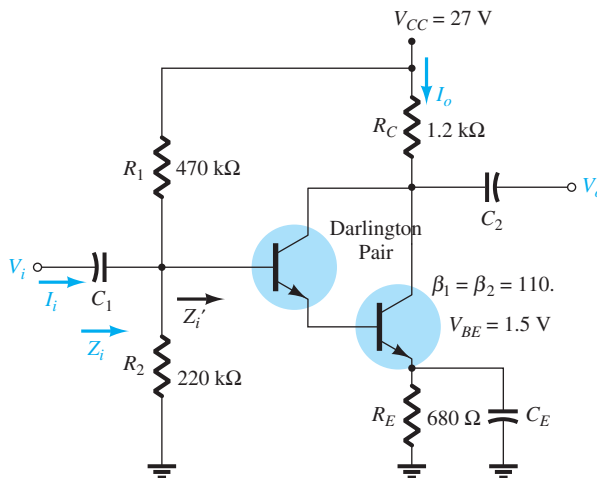 V_CC = 27 V
I_o
R_C 1.2 kΩ
R_1 470 kΩ
C_2
V_o
Darlington
Pair
V_i
I_i
C_1
Z_i′
Z_i
β_1 = β_2 = 110.
V_BE = 1.5 V
R_2 220 kΩ
R_E 680 Ω
C_E